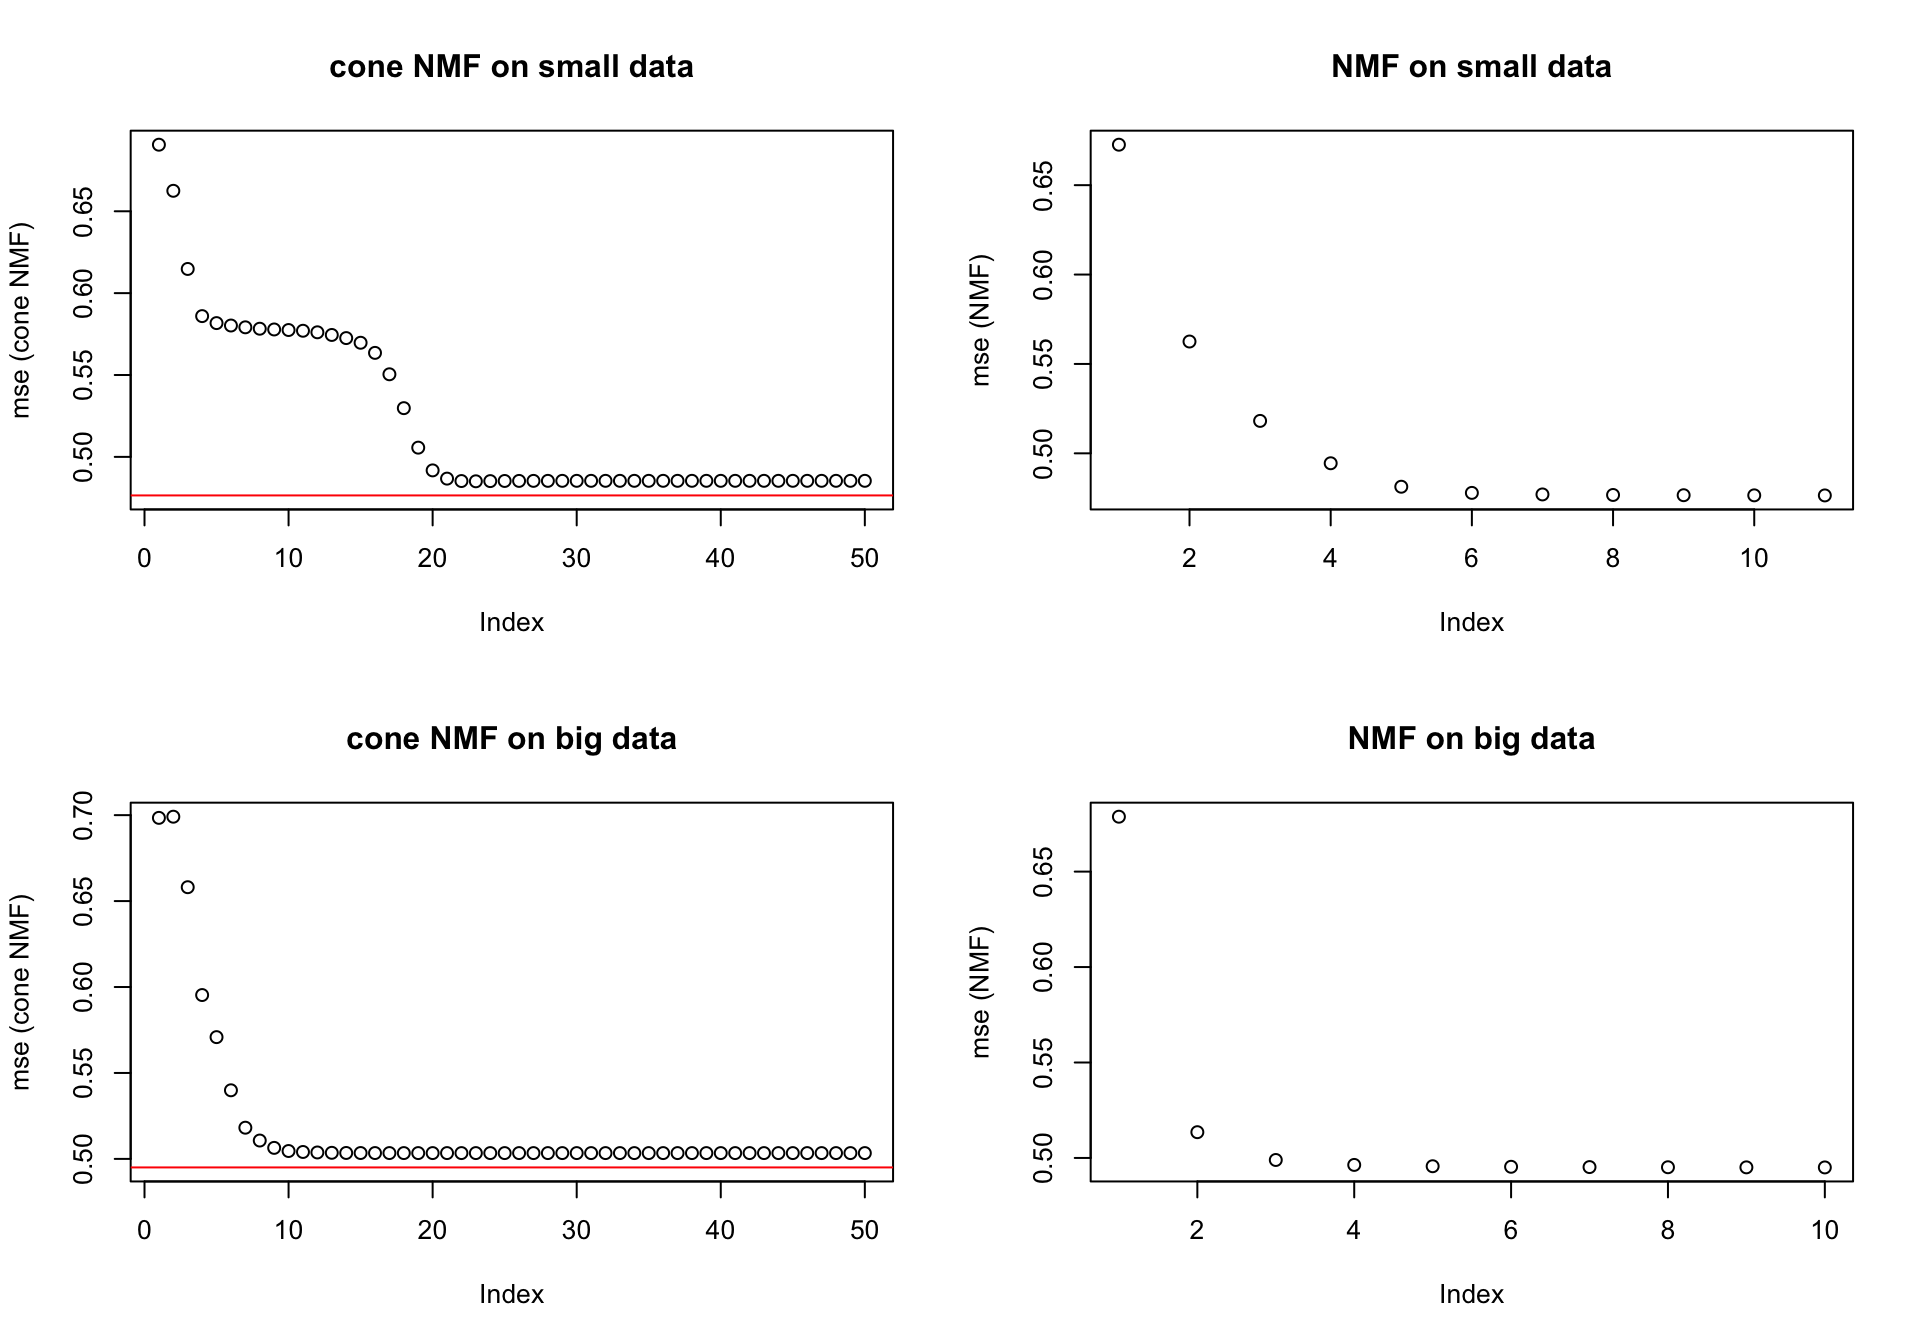 cone NMF on small data
mse (cone NMF)
0.50 0.55 0.60 0.65
0 10 20 30 40 50
Index
NMF on small data
mse (NMF)
0.50 0.55 0.60 0.65
2 4 6 8 10
Index
cone NMF on big data
mse (cone NMF)
0.50 0.55 0.60 0.65 0.70
0 10 20 30 40 50
Index
NMF on big data
mse (NMF)
0.50 0.55 0.60 0.65
2 4 6 8 10
Index